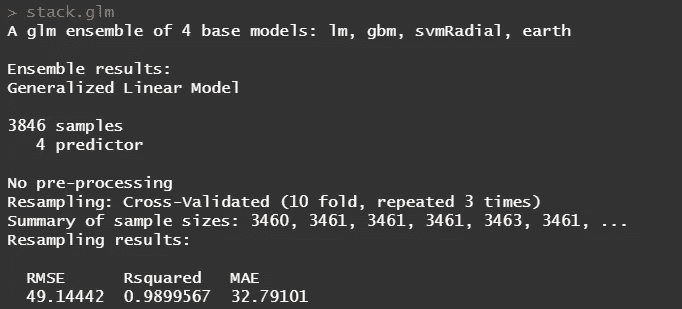 > stack.glm
A glm ensemble of 4 base models: lm, gbm, svmRadial, earth
Ensemble results:
Generalized Linear Model
3846 samples
4 predictor
No pre-processing
Resampling: Cross-Validated (10 fold, repeated 3 times)
Summary of sample sizes: 3460, 3461, 3461, 3461, 3463, 3461, ...
Resampling results:
RMSE Rsquared MAE
49.14442 0.9899567 32.79101